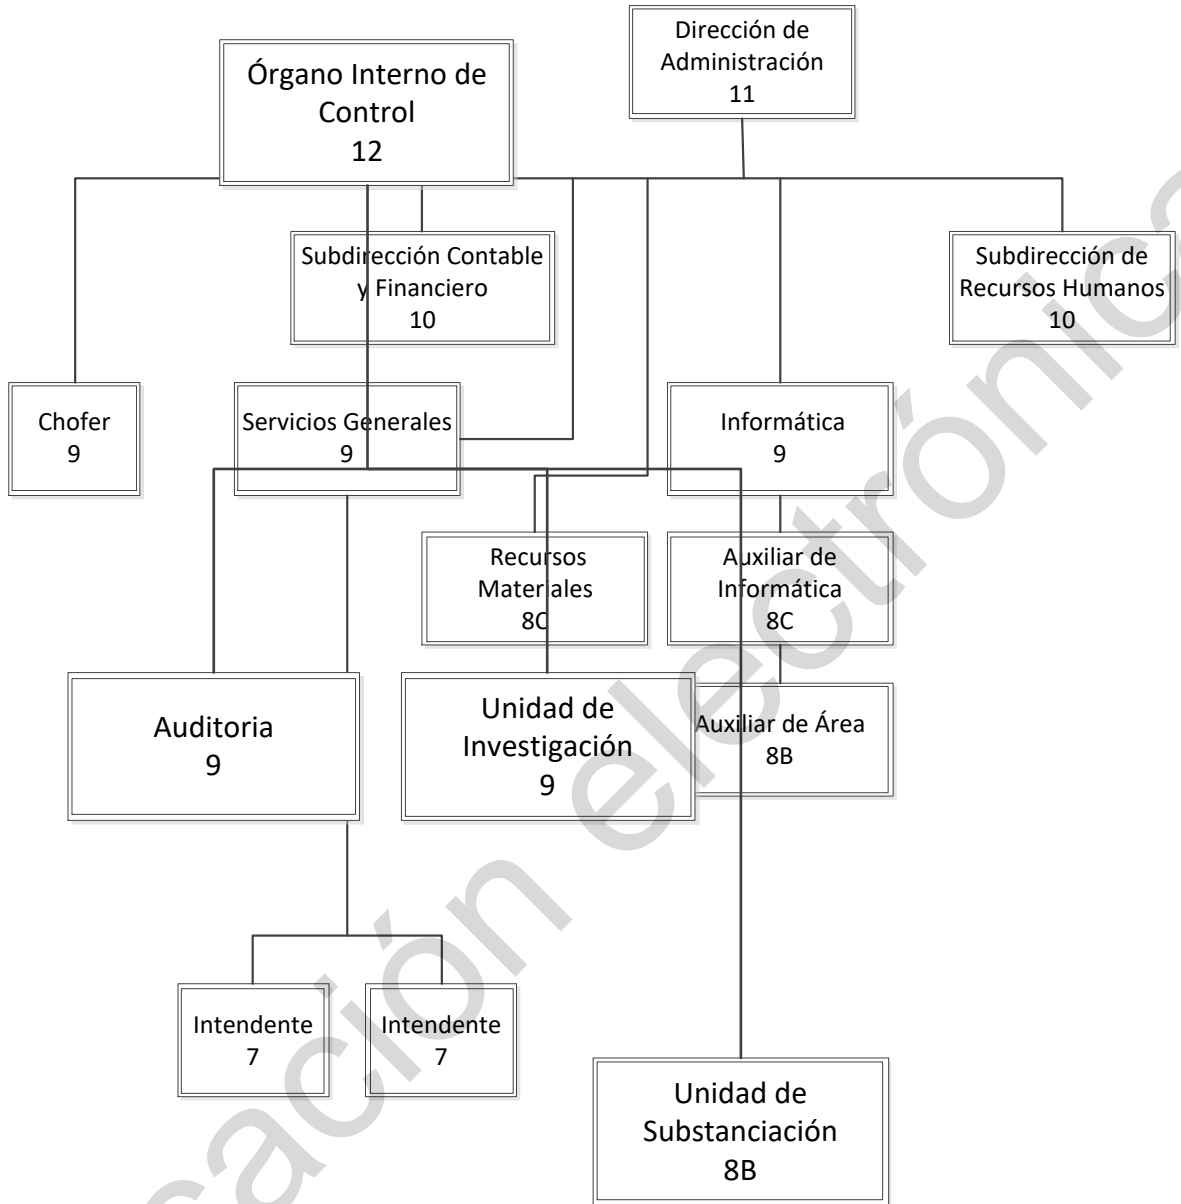 Dirección de
Administración
11
Órgano Interno de
Control
12
Subdirección Contable
y Financiero
10
Subdirección de
Recursos Humanos
10
Chofer
9
Servicios Generales
9
Informática
9
Recursos
Materiales
8C
Auxiliar de
Informática
8C
Auditoria
9
Unidad de
Investigación
9
Auxiliar de Área
8B
Intendente
7
Intendente
7
Unidad de
Substanciación
8B
cación electrónica